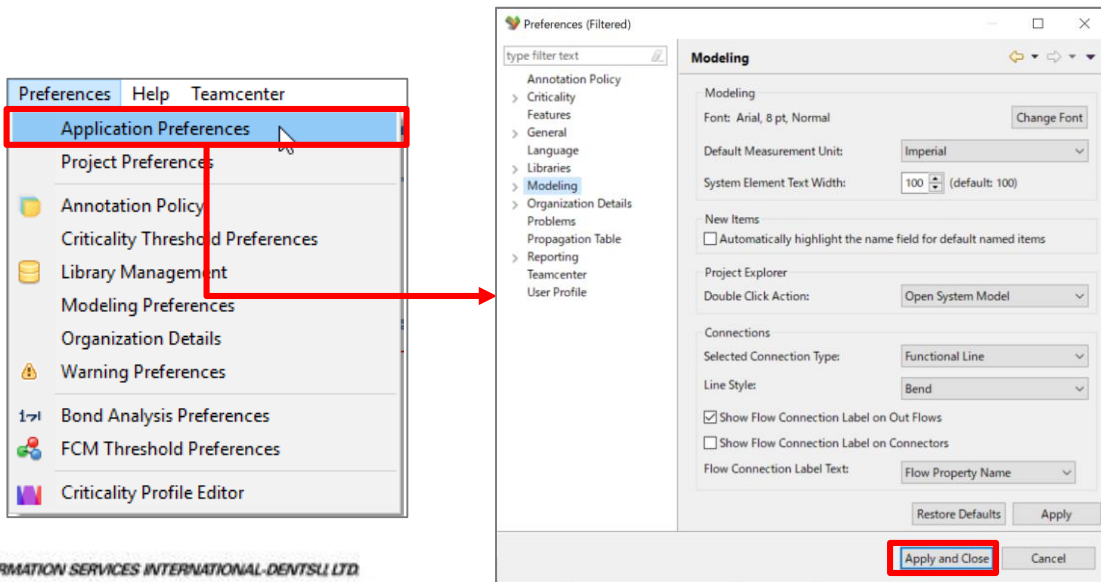 Preferences Help Teamcenter
Application Preferences
Project Preferences
Annotation Policy
Criticality Threshold Preferences
Library Management
Modeling Preferences
Organization Details
Warning Preferences
Bond Analysis Preferences
FCM Threshold Preferences
Criticality Profile Editor
Preferences (Filtered)
type filter text
Annotation Policy
Criticality
Features
General
Language
Libraries
Modeling
Organization Details
Problems
Propagation Table
Reporting
Teamcenter
User Profile
Modeling
Modeling
Font: Arial, 8 pt, Normal Change Font
Default Measurement Unit: Imperial
System Element Text Width: 100 (default: 100)
New Items
Automatically highlight the name field for default named items
Project Explorer
Double Click Action: Open System Model
Connections
Selected Connection Type: Functional Line
Line Style: Bend
Show Flow Connection Label on Out Flows
Show Flow Connection Label on Connectors
Flow Connection Label Text: Flow Property Name
Restore Defaults Apply
Apply and Close Cancel
SERVICES INTERNATIONAL-DENTSU, LTD.